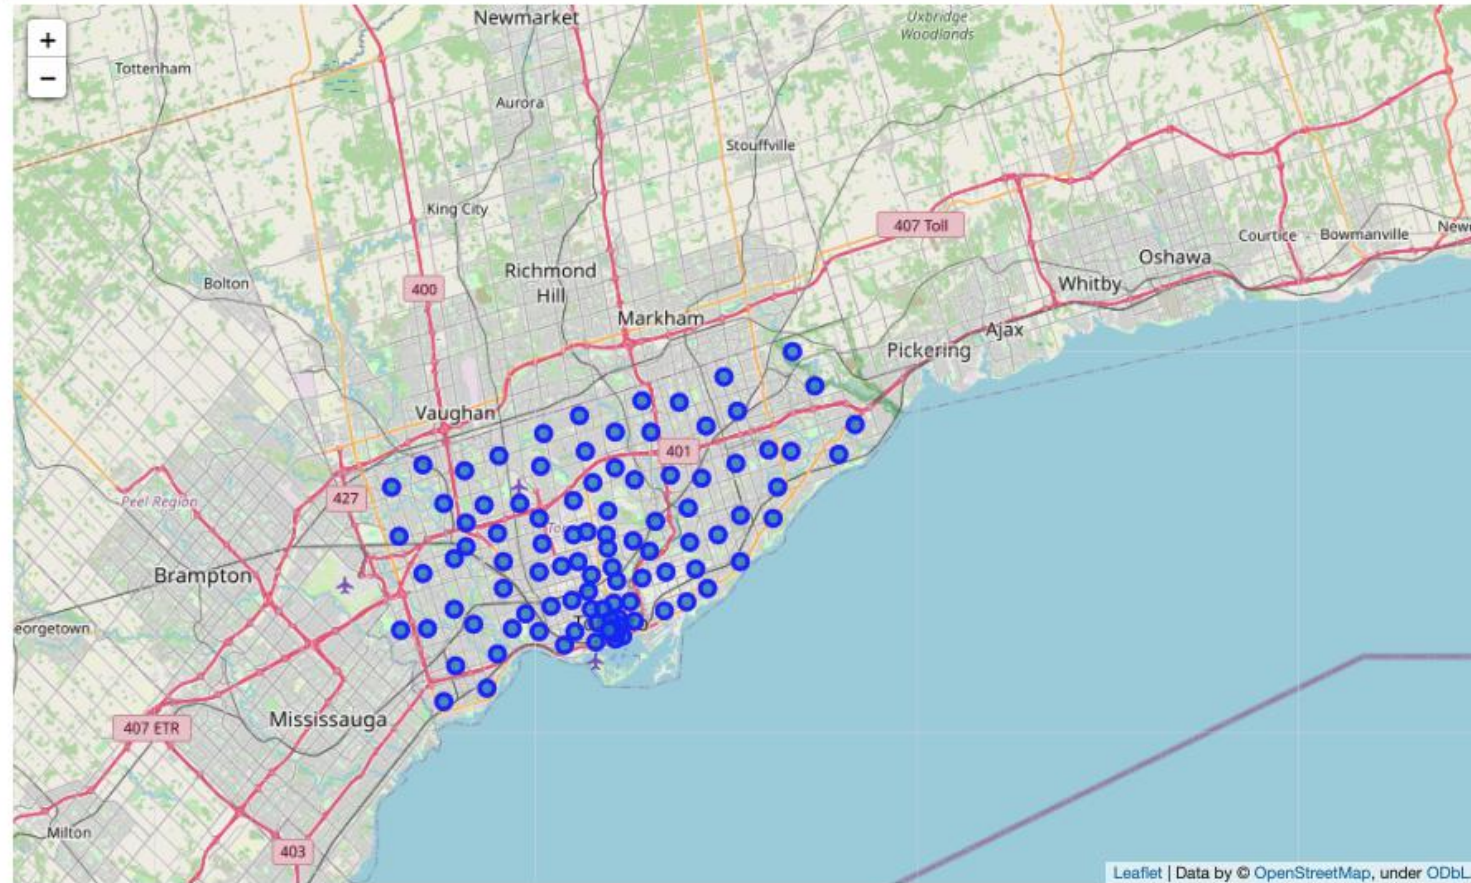 Newmarket
Uxbridge
Woodlands
+
−
Tottenham
Aurora
Stouffville
King City
407 Toll
Courtice
Bowmanville
Newc
Oshawa
Richmond
Hill
Bolton
400
Whitby
Markham
Ajax
Pickering
Vaughan
401
427
Peel Region
Brampton
eorgetown
Mississauga
407 ETR
Milton
403
Leaflet | Data by © OpenStreetMap, under ODbL